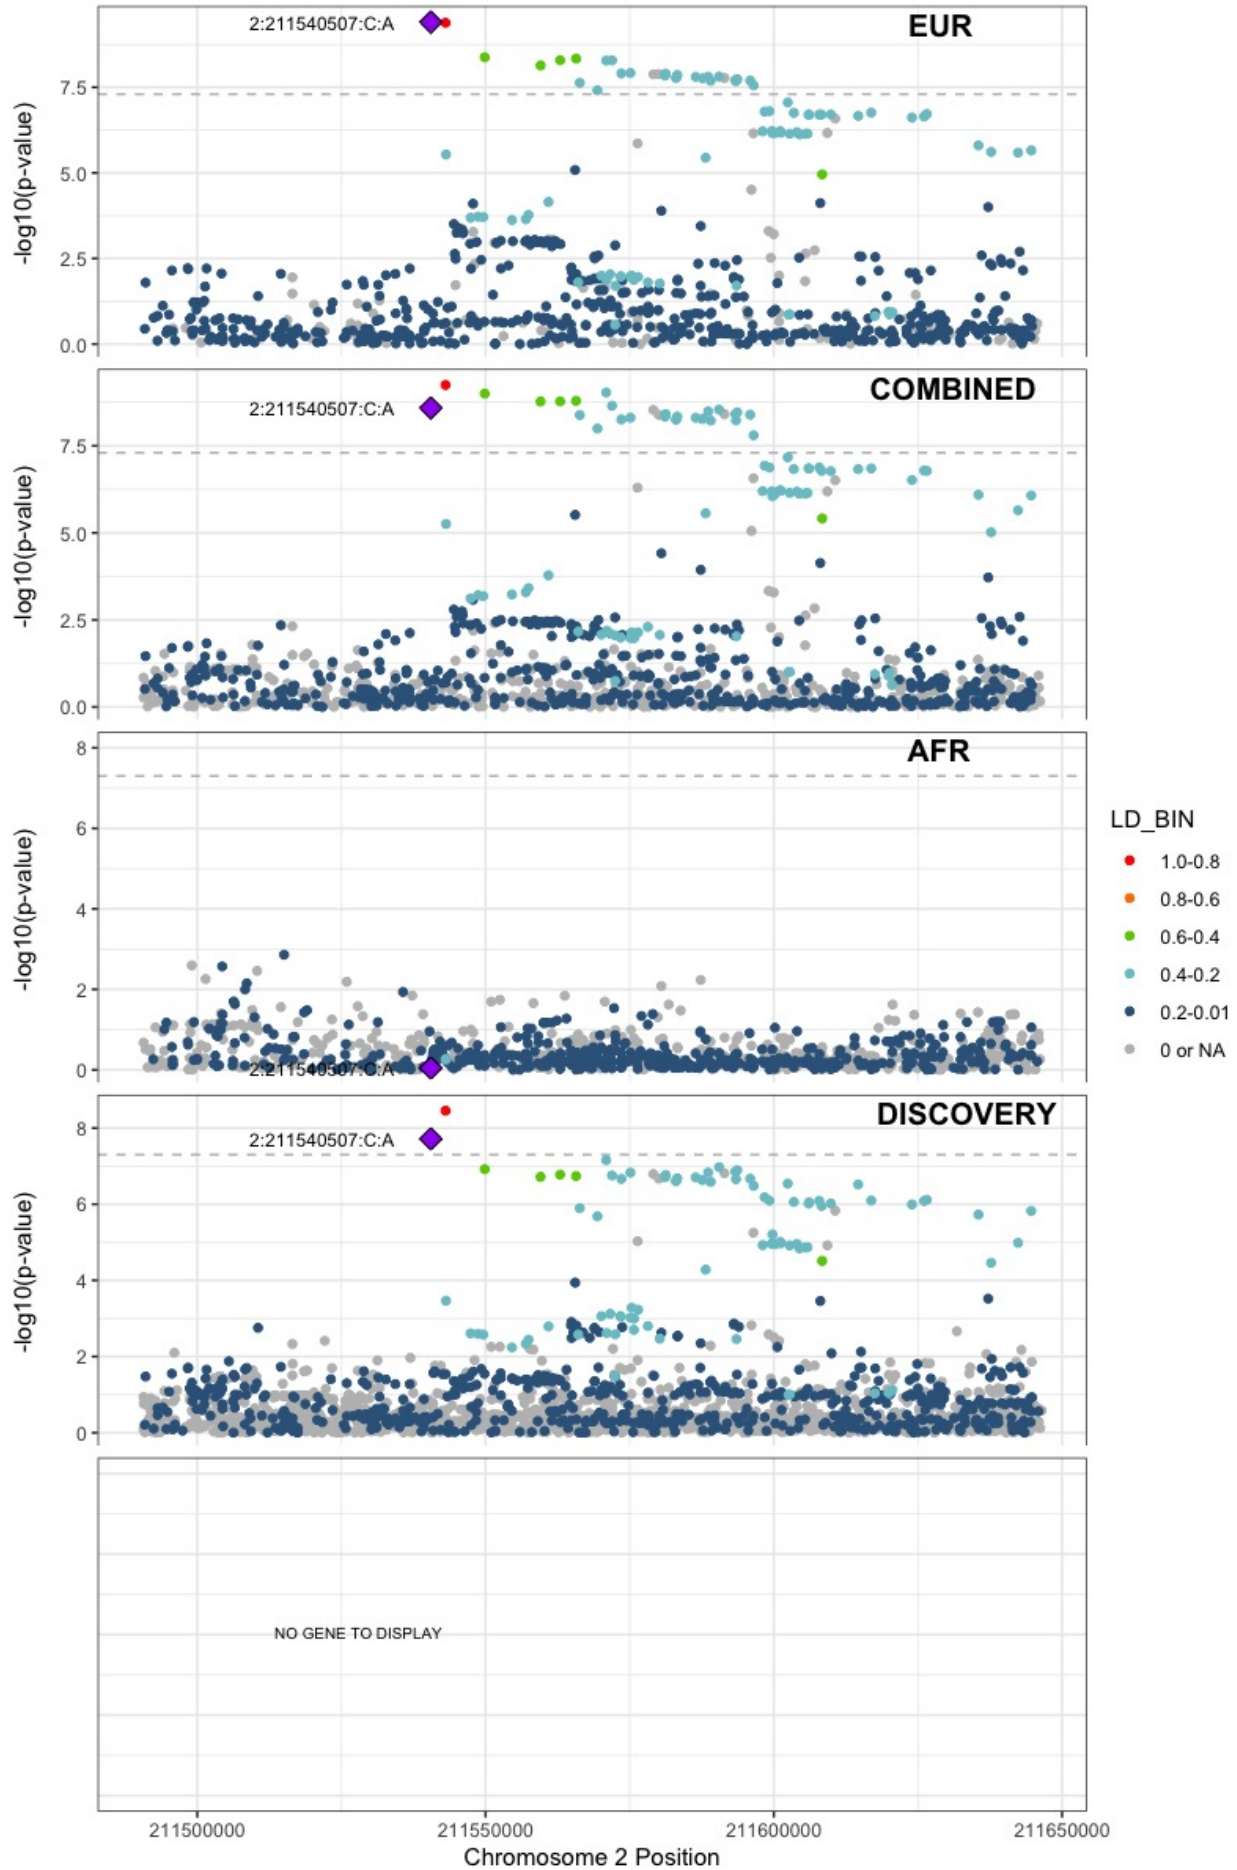 EUR
2:211540507:C:A
-log10(p-value)
7.5
5.0
2.5
0.0
COMBINED
2:211540507:C:A
-log10(p-value)
7.5
5.0
2.5
0.0
AFR
-log10(p-value)
8
6
4
2
0
2:211540507:C:A
LD_BIN
1.0-0.8
0.8-0.6
0.6-0.4
0.4-0.2
0.2-0.01
0 or NA
DISCOVERY
2:211540507:C:A
-log10(p-value)
8
6
4
2
0
NO GENE TO DISPLAY
211500000 211550000 211600000 211650000
Chromosome 2 Position